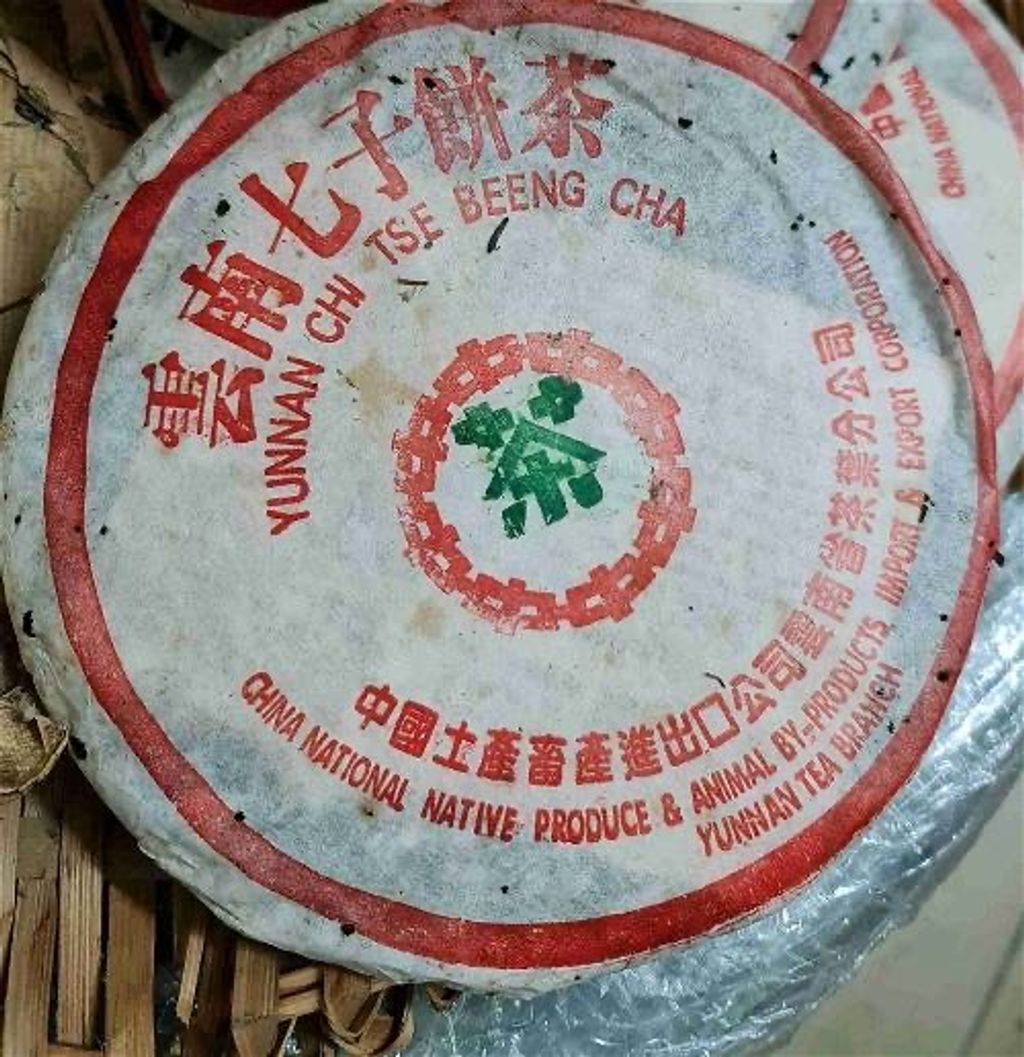 雲南七子餅茶
YUNNAN CHI TSE BEENG CHA
茶
中國土產畜產進出口公司雲南省茶葉分公司
CHINA NATIONAL NATIVE PRODUCE & ANIMAL BY-PRODUCTS IMPORT & EXPORT CORPORATION
YUNNAN TEA BRANCH
中
CHINA NATIONAL